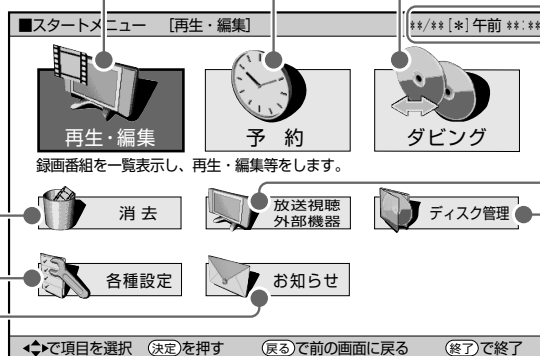 ■スタートメニュー [再生・編集] **/**[*]午前 **:**
再生・編集
予 約
ダビング
録画番組を一覧表示し、再生・編集等をします。
消 去
放送視聴
外部機器
ディスク管理
各種設定
お知らせ
で項目を選択 決定を押す 戻るで前の画面に戻る 終了で終了